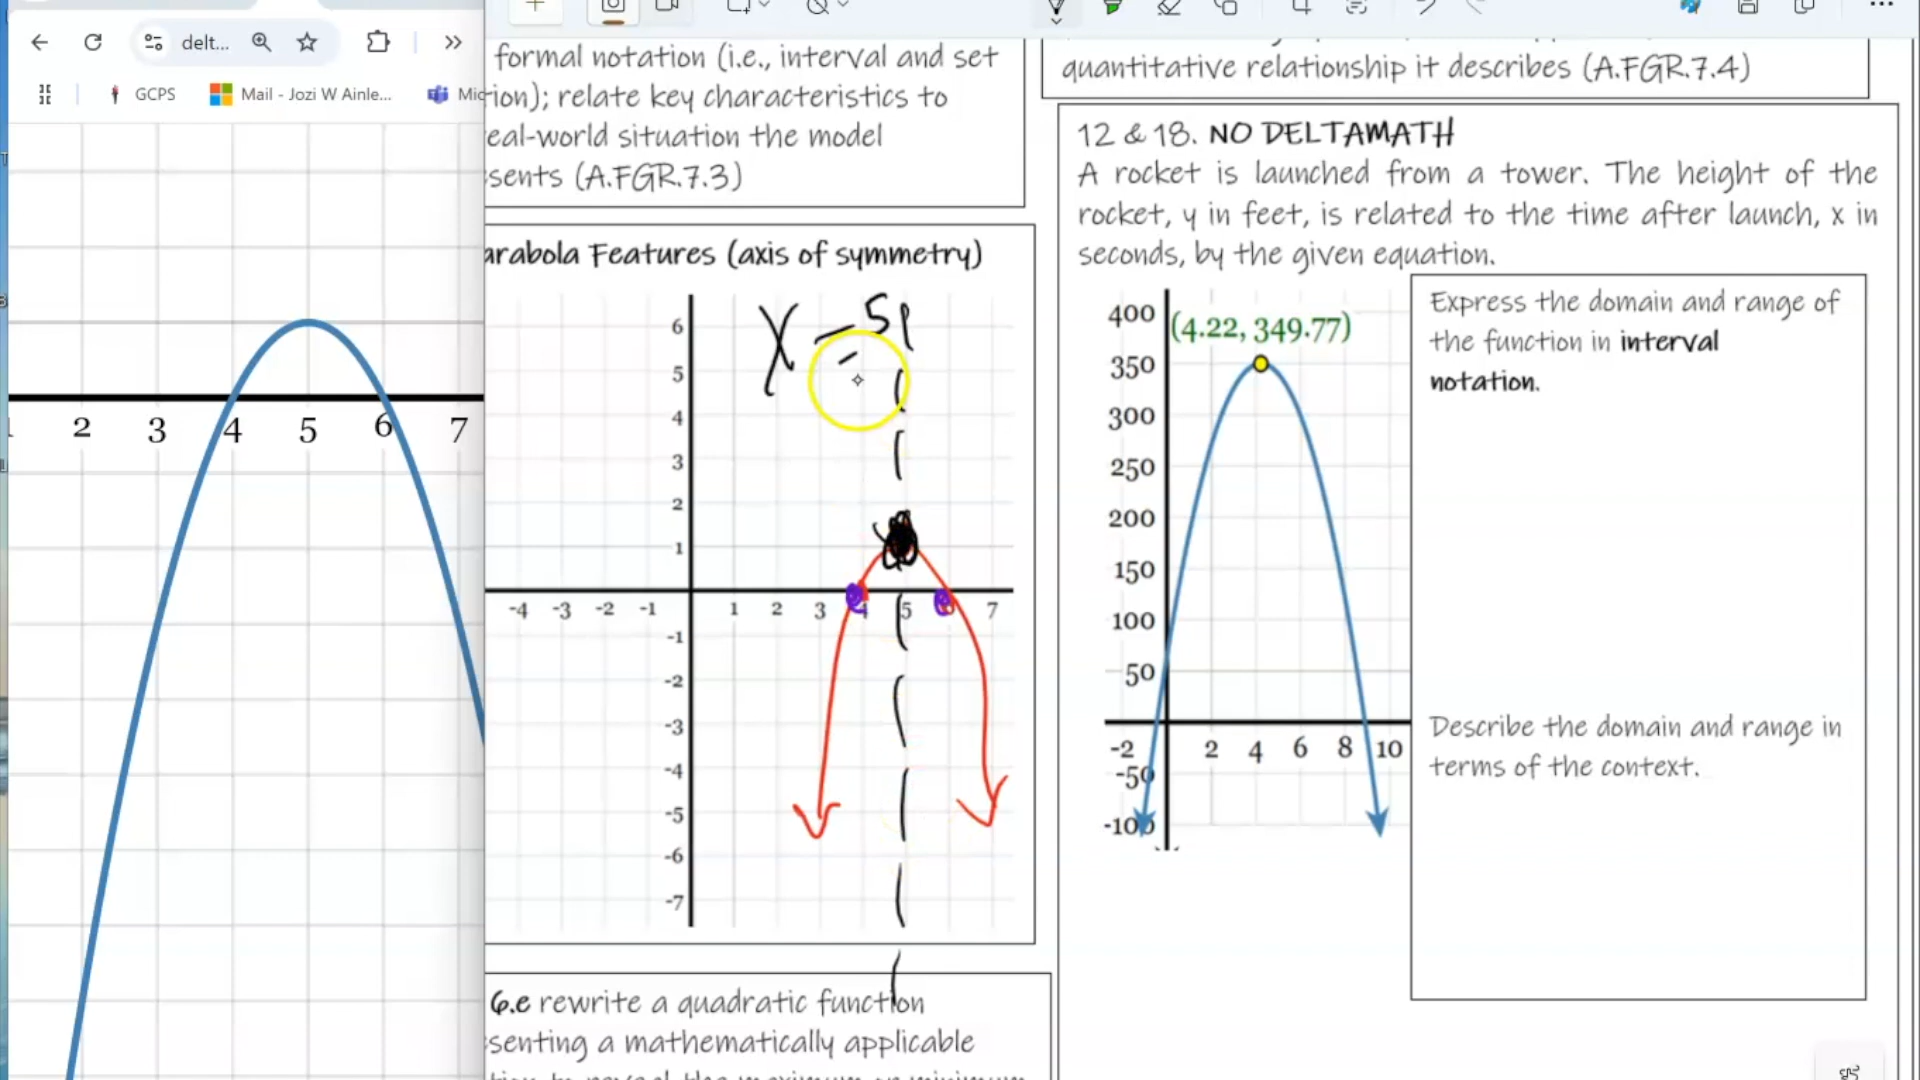 delt...
GCPS
Mail - Jozi W Ainle...
2 3 4 5 6 7
formal notation (i.e., interval and set
ion); relate key characteristics to
eal-world situation the model
sents (A.FGR.7.3)
arabola Features (axis of symmetry)
X = 5
6
5
4
3
2
1
-4 -3 -2 -1 1 2 3 4 5 6 7
-1
-2
-3
-4
-5
-6
-7
6.e rewrite a quadratic function
senting a mathematically applicable
quantitative relationship it describes (A.FGR.7.4)
12 & 18. NO DELTAMATH
A rocket is launched from a tower. The height of the
rocket, y in feet, is related to the time after launch, x in
seconds, by the given equation.
400
(4.22, 349.77)
350
300
250
200
150
100
50
-2 2 4 6 8 10
-50
-100
Express the domain and range of
the function in interval
notation.
Describe the domain and range in
terms of the context.